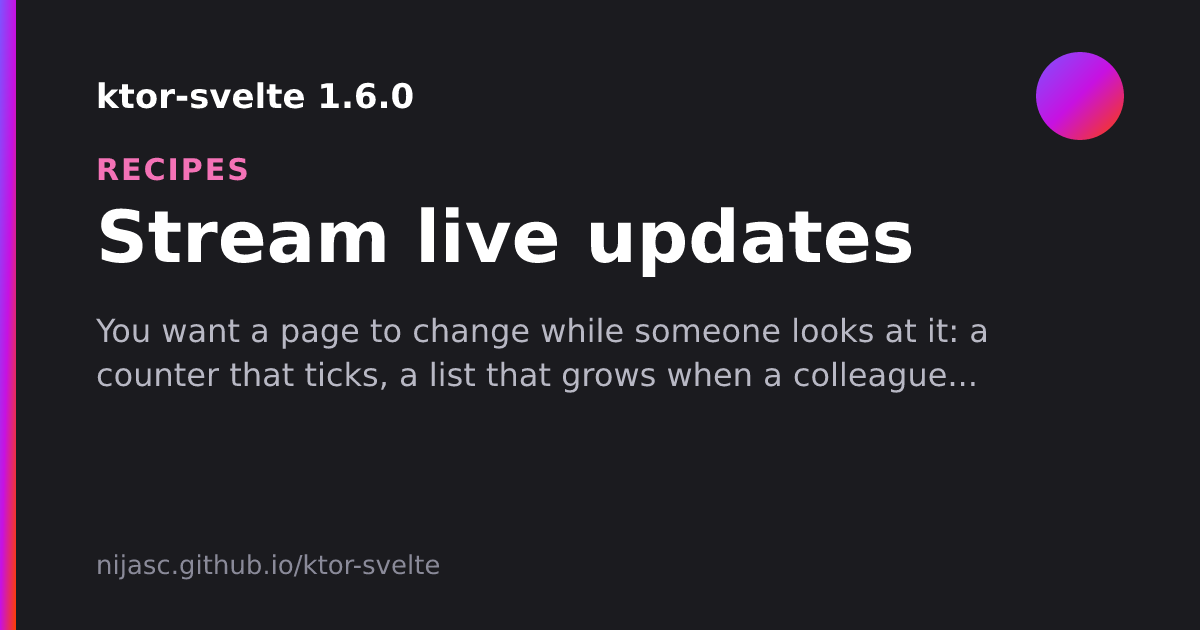 ktor-svelte 1.6.0
RECIPES
Stream live updates
You want a page to change while someone looks at it: a
counter that ticks, a list that grows when a colleague...
nijasc.github.io/ktor-svelte